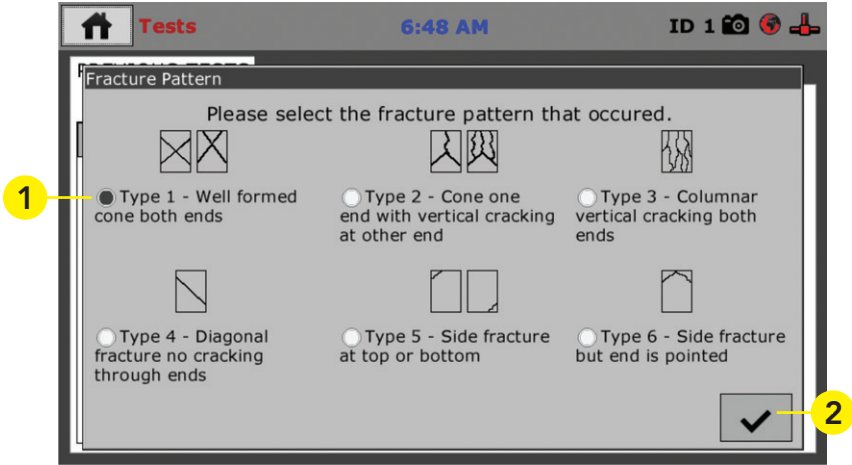 Tests 6:48 AM ID 1
Fracture Pattern
Please select the fracture pattern that occured.
1
Type 1 - Well formed
cone both ends
Type 2 - Cone one
end with vertical cracking
at other end
Type 3 - Columnar
vertical cracking both
ends
Type 4 - Diagonal
fracture no cracking
through ends
Type 5 - Side fracture
at top or bottom
Type 6 - Side fracture
but end is pointed
2